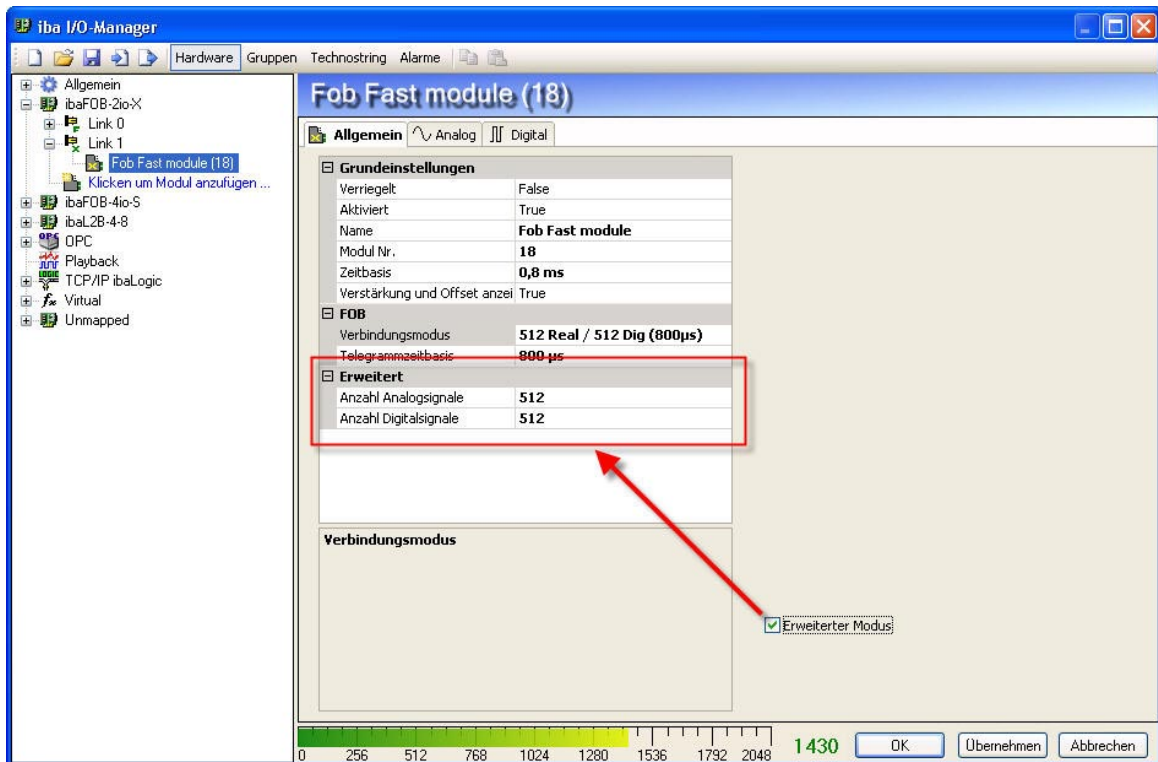 iba I/O-Manager
Hardware Gruppen Technostring Alarme
Allgemein
ibaFOB-2io-X
Link 0
Link 1
Fob Fast module (18)
Klicken um Modul anzufügen ...
ibaFOB-4io-S
ibaL2B-4-8
OPC
Playback
TCP/IP ibaLogic
Virtual
Unmapped
Fob Fast module (18)
Allgemein Analog Digital
Grundeinstellungen
Verriegelt False
Aktiviert True
Name Fob Fast module
Modul Nr. 18
Zeitbasis 0,8 ms
Verstärkung und Offset anzei True
FOB
Verbindungsmodus 512 Real / 512 Dig (800µs)
Telegrammzeitbasis 800 µs
Erweitert
Anzahl Analogsignale 512
Anzahl Digitalsignale 512
Verbindungsmodus
Erweiterter Modus
0 256 512 768 1024 1280 1536 1792 2048
1430 OK Übernehmen Abbrechen